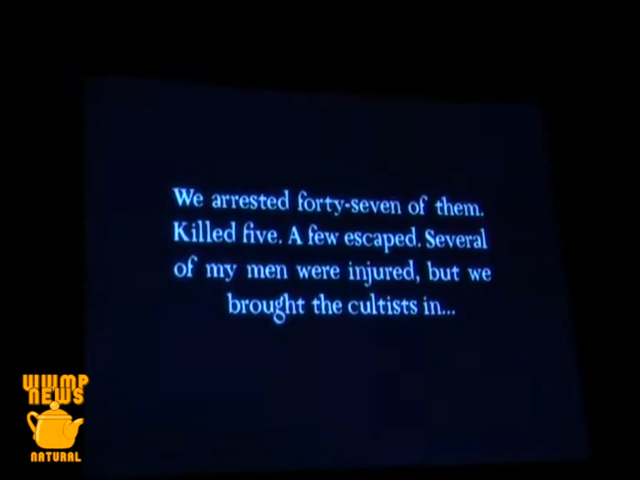 We arrested forty-seven of them.
Killed five. A few escaped. Several
of my men were injured, but we
brought the cultists in...
WWMP
NEWS
NATURAL